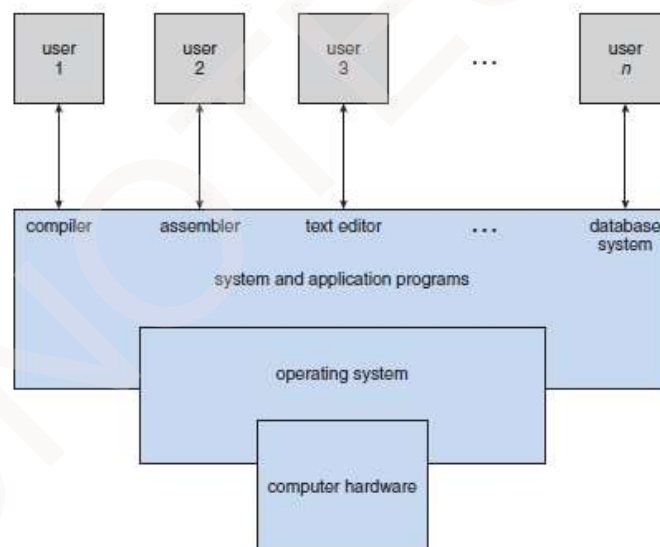 user user user ... user
1 2 3 n
compiler assembler text editor ... database
system
system and application programs
operating system
computer hardware